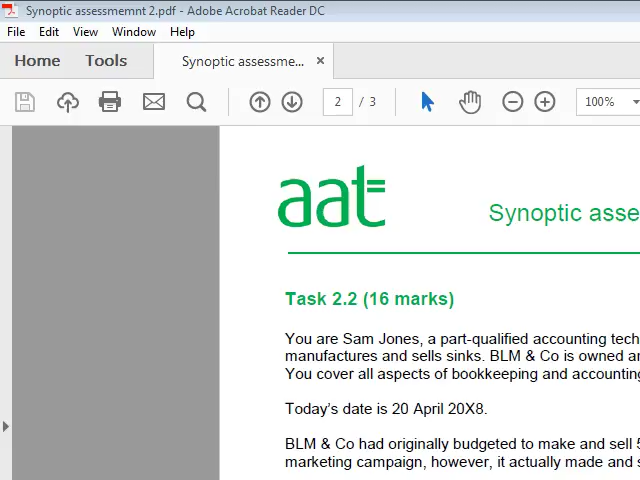 Synoptic assessmemnt 2.pdf - Adobe Acrobat Reader DC
File Edit View Window Help
Home Tools Synoptic assessme... ×
2 / 3 100%
aat
Synoptic asse
Task 2.2 (16 marks)
You are Sam Jones, a part-qualified accounting tech
manufactures and sells sinks. BLM & Co is owned a
You cover all aspects of bookkeeping and accounting
Today's date is 20 April 20X8.
BLM & Co had originally budgeted to make and sell 5
marketing campaign, however, it actually made and s